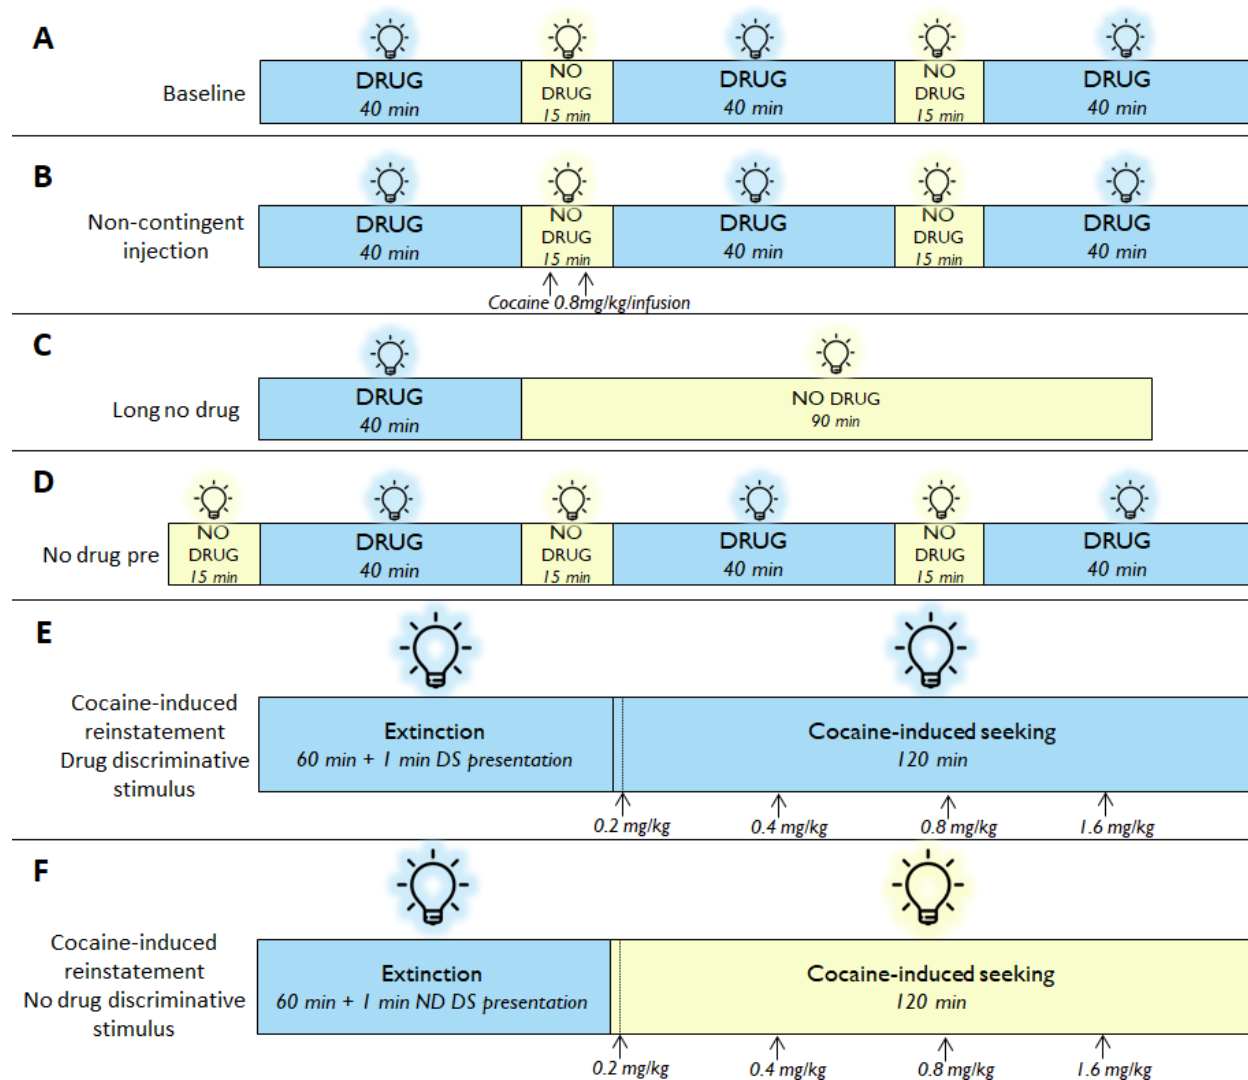 A
Baseline
DRUG
40 min
NO
DRUG
15 min
DRUG
40 min
NO
DRUG
15 min
DRUG
40 min
B
Non-contingent
injection
DRUG
40 min
NO
DRUG
15 min
DRUG
40 min
NO
DRUG
15 min
DRUG
40 min
Cocaine 0.8mg/kg/infusion
C
Long no drug
DRUG
40 min
NO DRUG
90 min
D
No drug pre
NO
DRUG
15 min
DRUG
40 min
NO
DRUG
15 min
DRUG
40 min
NO
DRUG
15 min
DRUG
40 min
E
Cocaine-induced
reinstatement
Drug discriminative
stimulus
Extinction
60 min + 1 min DS presentation
Cocaine-induced seeking
120 min
0.2 mg/kg
0.4 mg/kg
0.8 mg/kg
1.6 mg/kg
F
Cocaine-induced
reinstatement
No drug discriminative
stimulus
Extinction
60 min + 1 min ND DS presentation
Cocaine-induced seeking
120 min
0.2 mg/kg
0.4 mg/kg
0.8 mg/kg
1.6 mg/kg